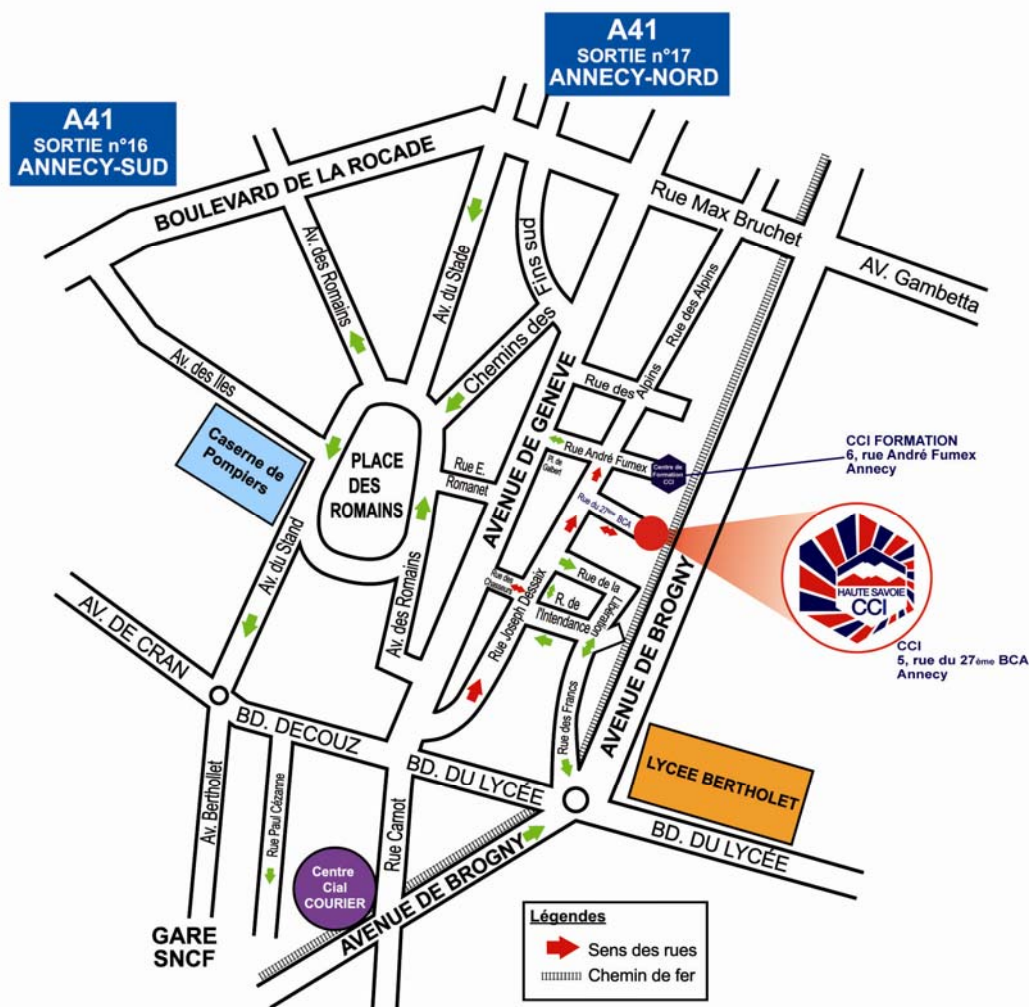 A41
SORTIE n°17
ANNECY-NORD
A41
SORTIE n°16
ANNECY-SUD
BOULEVARD DE LA ROCADE
Rue Max Bruchet
AV. Gambetta
Av. des Romains
Av. du Stade
Fins sud
Chemins des
Rue des Alpins
Av. des Iles
Rue des Alpins
AVENUE DE GENEVE
Caserne de
Pompiers
PLACE
DES
ROMAINS
Rue E.
Romanet
Pl. de
Galbert
Rue André Fumex
Centre de
Formation
CCI
CCI FORMATION
6, rue André Fumex
Annecy
Rue du 27ème BCA
HAUTE SAVOIE
CCI
CCI
5, rue du 27ème BCA
Annecy
Av. du Stand
Av. des Romains
Rue des
Chasseurs
Rue Joseph Dessaix
Rue de la Libération
R. de
l'Intendance
AVENUE DE BROGNY
AV. DE CRAN
Rue des Francs
BD. DECOUZ
BD. DU LYCÉE
LYCEE BERTHOLET
BD. DU LYCÉE
Av. Berthollet
Rue Paul Cézanne
Rue Carnot
Centre
Cial
COURIER
AVENUE DE BROGNY
GARE
SNCF
Légendes
Sens des rues
Chemin de fer